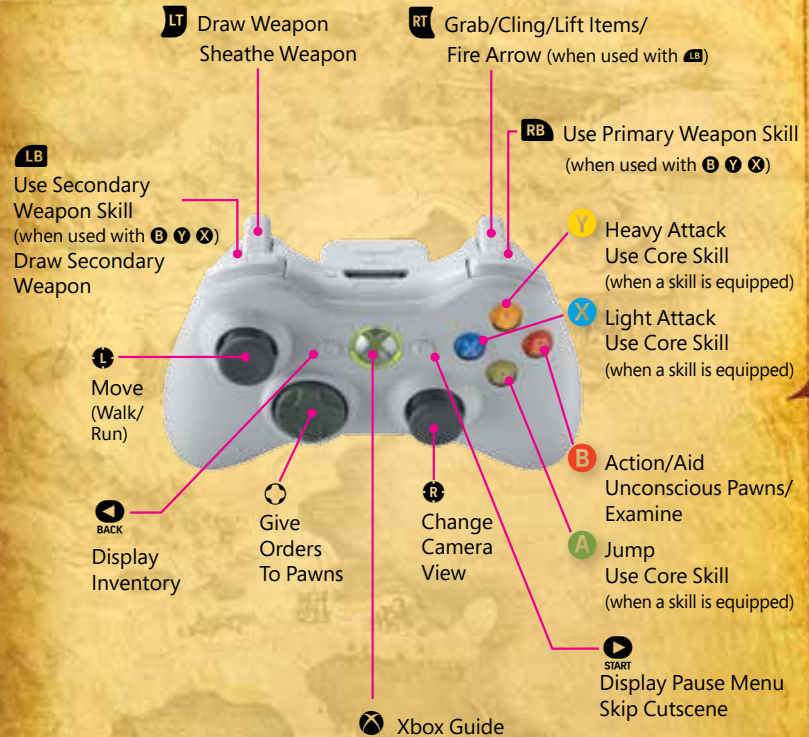 LT Draw Weapon
Sheathe Weapon
RT Grab/Cling/Lift Items/
Fire Arrow (when used with LB)
RB Use Primary Weapon Skill
(when used with B Y X)
LB
Use Secondary
Weapon Skill
(when used with B Y X)
Draw Secondary
Weapon
Y Heavy Attack
Use Core Skill
(when a skill is equipped)
X Light Attack
Use Core Skill
(when a skill is equipped)
L
Move
(Walk/
Run)
B Action/Aid
Unconscious Pawns/
Examine
BACK
Display
Inventory
Give
Orders
To Pawns
R
Change
Camera
View
A Jump
Use Core Skill
(when a skill is equipped)
START
Display Pause Menu
Skip Cutscene
Xbox Guide